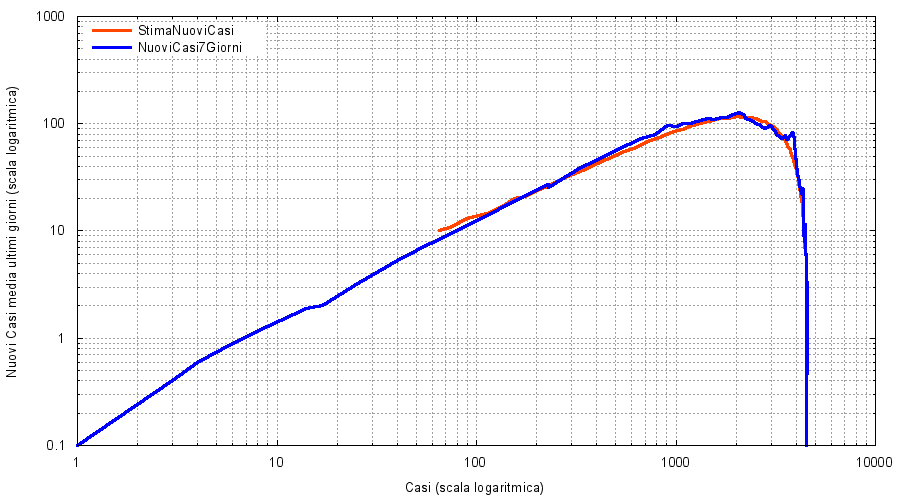 1000
StimaNuoviCasi
NuoviCasi7Giorni
100
10
1
0.1
Nuovi Casi media ultimi giorni (scala logaritmica)
1
10
100
1000
10000
Casi (scala logaritmica)